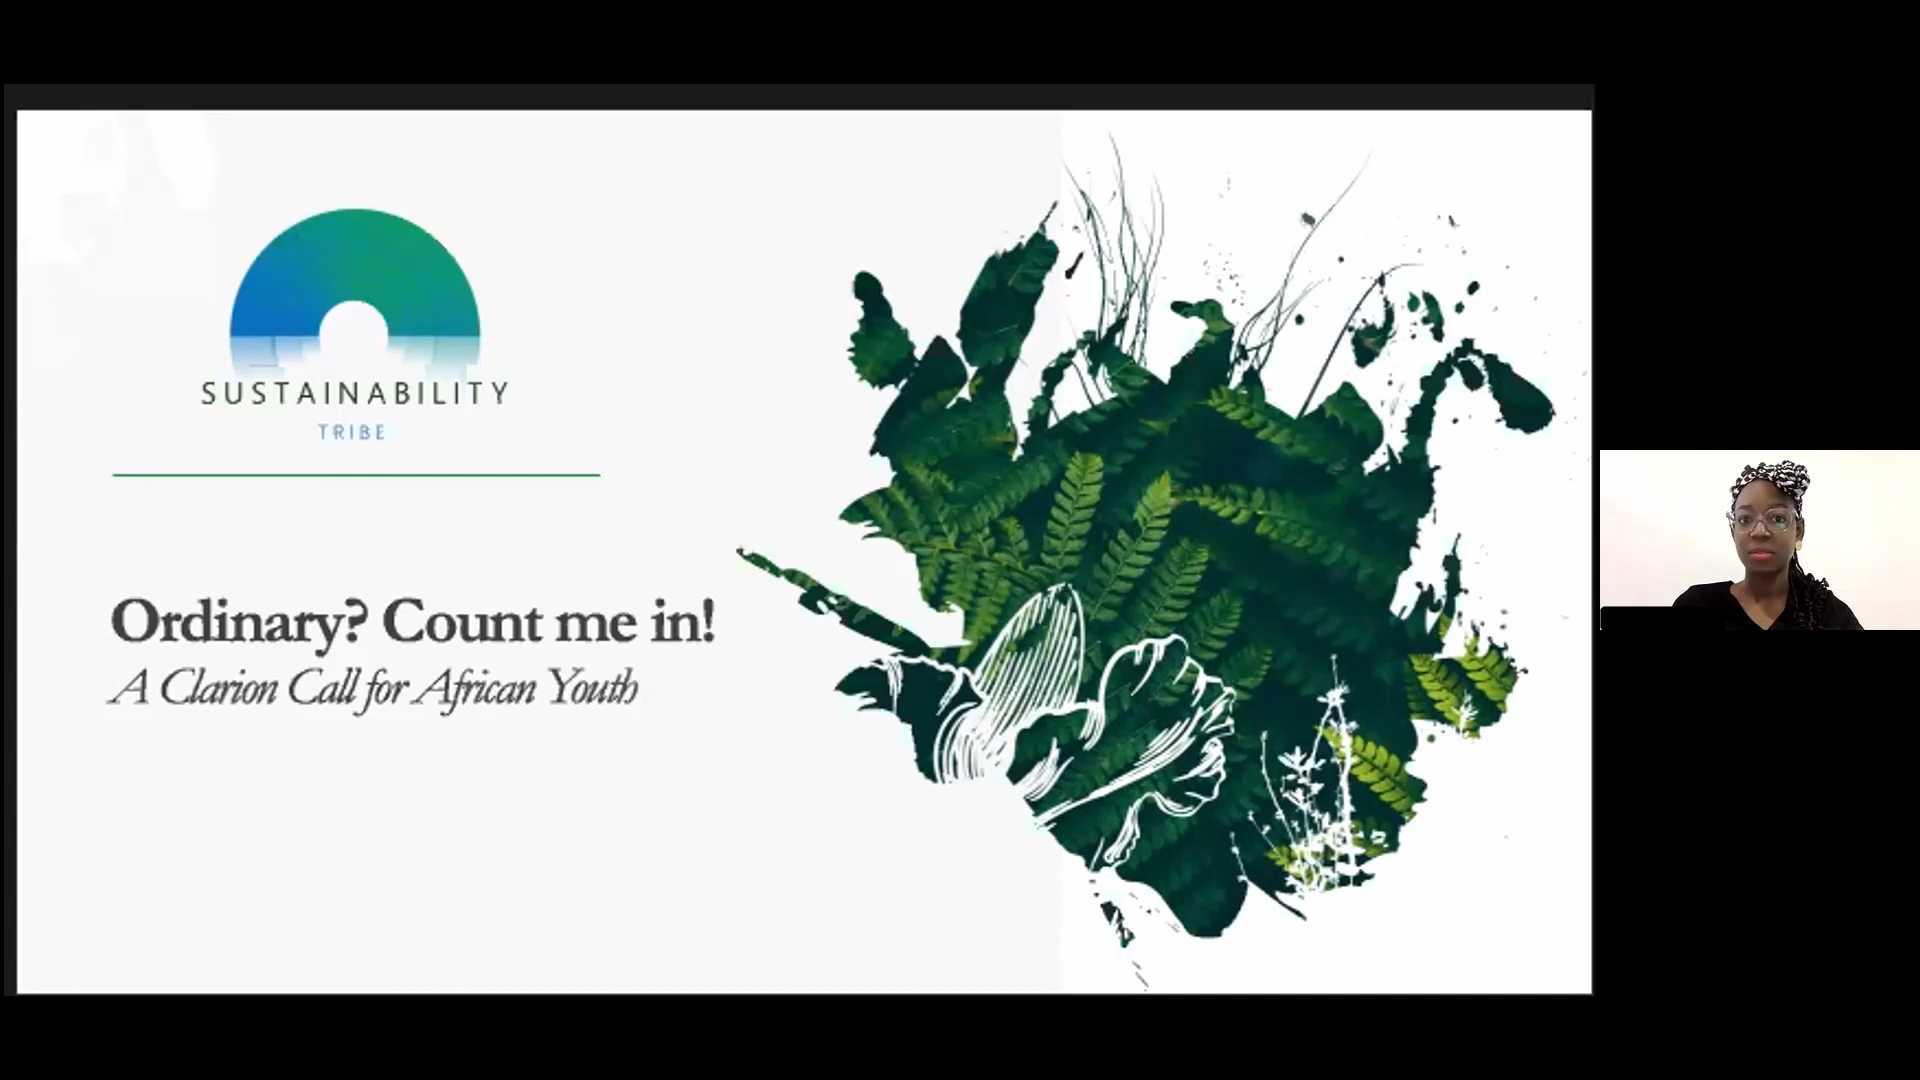 SUSTAINABILITY
TRIBE
Ordinary? Count me in!
A Clarion Call for African Youth